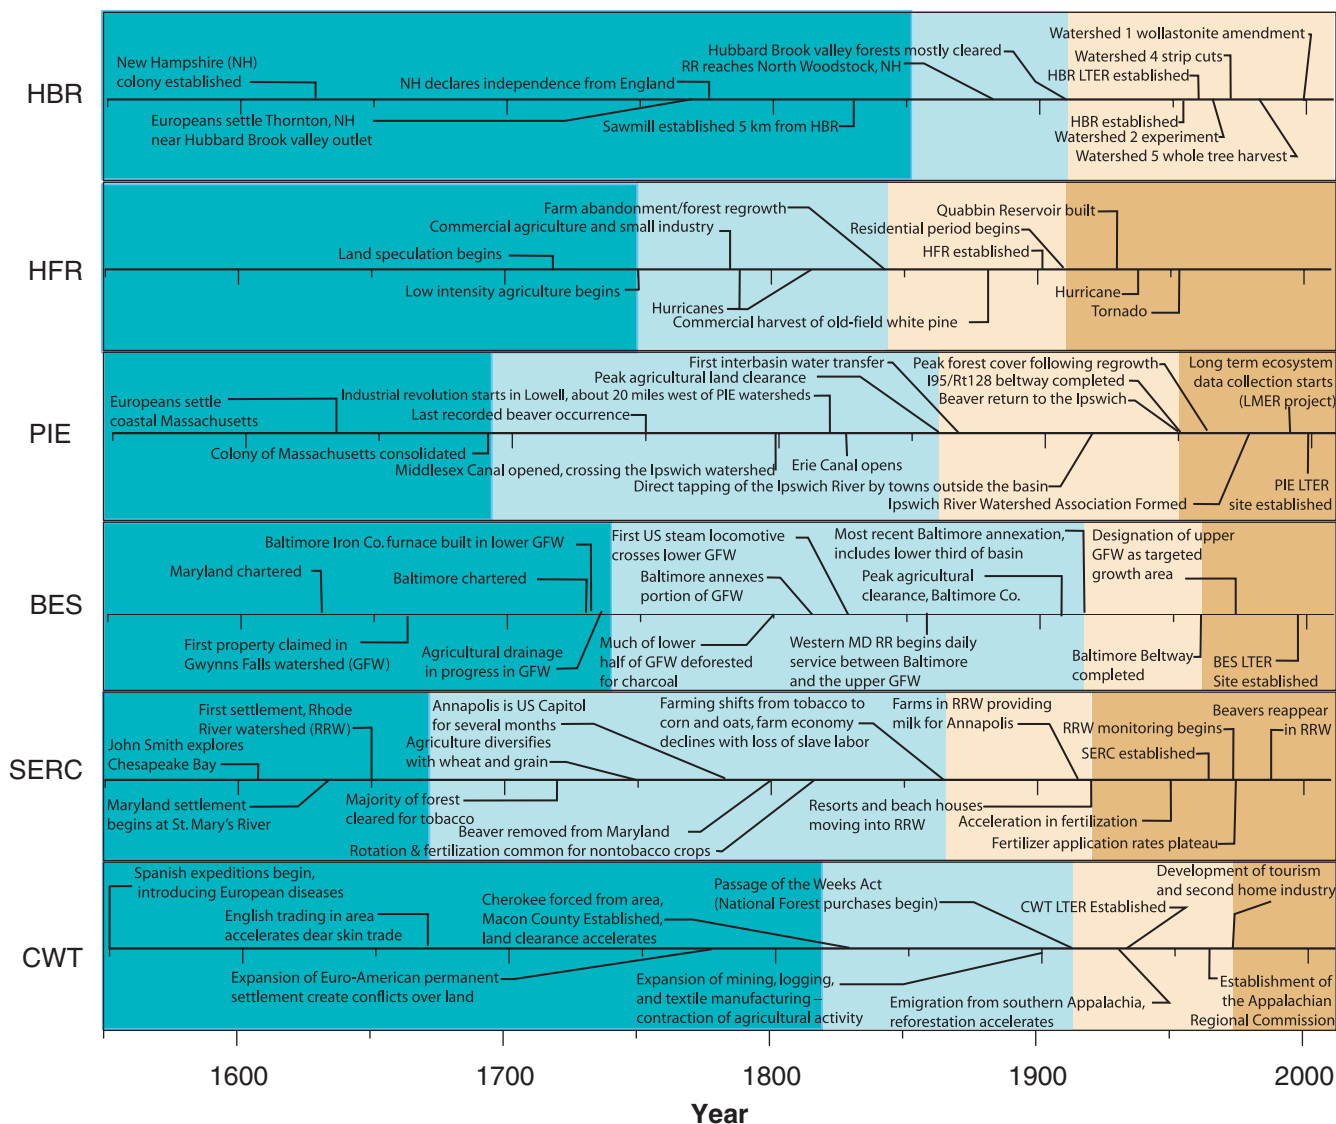 HBR
New Hampshire (NH)
colony established
Europeans settle Thornton, NH
near Hubbard Brook valley outlet
NH declares independence from England
Sawmill established 5 km from HBR
Hubbard Brook valley forests mostly cleared
RR reaches North Woodstock, NH
Watershed 1 wollastonite amendment
Watershed 4 strip cuts
HBR LTER established
HBR established
Watershed 2 experiment
Watershed 5 whole tree harvest
HFR
Land speculation begins
Low intensity agriculture begins
Farm abandonment/forest regrowth
Commercial agriculture and small industry
Hurricanes
Commercial harvest of old-field white pine
Quabbin Reservoir built
Residential period begins
HFR established
Hurricane
Tornado
PIE
Europeans settle
coastal Massachusetts
Colony of Massachusetts consolidated
First interbasin water transfer
Peak agricultural land clearance
Industrial revolution starts in Lowell, about 20 miles west of PIE watersheds
Last recorded beaver occurrence
Middlesex Canal opened, crossing the Ipswich watershed
Erie Canal opens
Direct tapping of the Ipswich River by towns outside the basin
Ipswich River Watershed Association Formed
Peak forest cover following regrowth
I95/Rt128 beltway completed
Beaver return to the Ipswich
Long term ecosystem
data collection starts
(LMER project)
PIE LTER
site established
BES
Baltimore Iron Co. furnace built in lower GFW
Maryland chartered
Baltimore chartered
First property claimed in
Gwynns Falls watershed (GFW)
Agricultural drainage
in progress in GFW
First US steam locomotive
crosses lower GFW
Baltimore annexes
portion of GFW
Much of lower
half of GFW deforested
for charcoal
Most recent Baltimore annexation,
includes lower third of basin
Peak agricultural
clearance, Baltimore Co.
Western MD RR begins daily
service between Baltimore
and the upper GFW
Designation of upper
GFW as targeted
growth area
Baltimore Beltway
completed
BES LTER
Site established
SERC
First settlement, Rhode
River watershed (RRW)
John Smith explores
Chesapeake Bay
Maryland settlement
begins at St. Mary's River
Annapolis is US Capitol
for several months
Agriculture diversifies
with wheat and grain
Majority of forest
cleared for tobacco
Beaver removed from Maryland
Rotation & fertilization common for nontobacco crops
Farming shifts from tobacco to
corn and oats, farm economy
declines with loss of slave labor
Farms in RRW providing
milk for Annapolis
Resorts and beach houses
moving into RRW
Beavers reappear
in RRW
RRW monitoring begins
SERC established
Acceleration in fertilization
Fertilizer application rates plateau
CWT
Spanish expeditions begin,
introducing European diseases
English trading in area
accelerates dear skin trade
Expansion of Euro-American permanent
settlement create conflicts over land
Cherokee forced from area,
Macon County Established,
land clearance accelerates
Passage of the Weeks Act
(National Forest purchases begin)
Expansion of mining, logging,
and textile manufacturing –
contraction of agricultural activity
CWT LTER Established
Emigration from southern Appalachia,
reforestation accelerates
Development of tourism
and second home industry
Establishment of
the Appalachian
Regional Commission
1600 1700 1800 1900 2000
Year